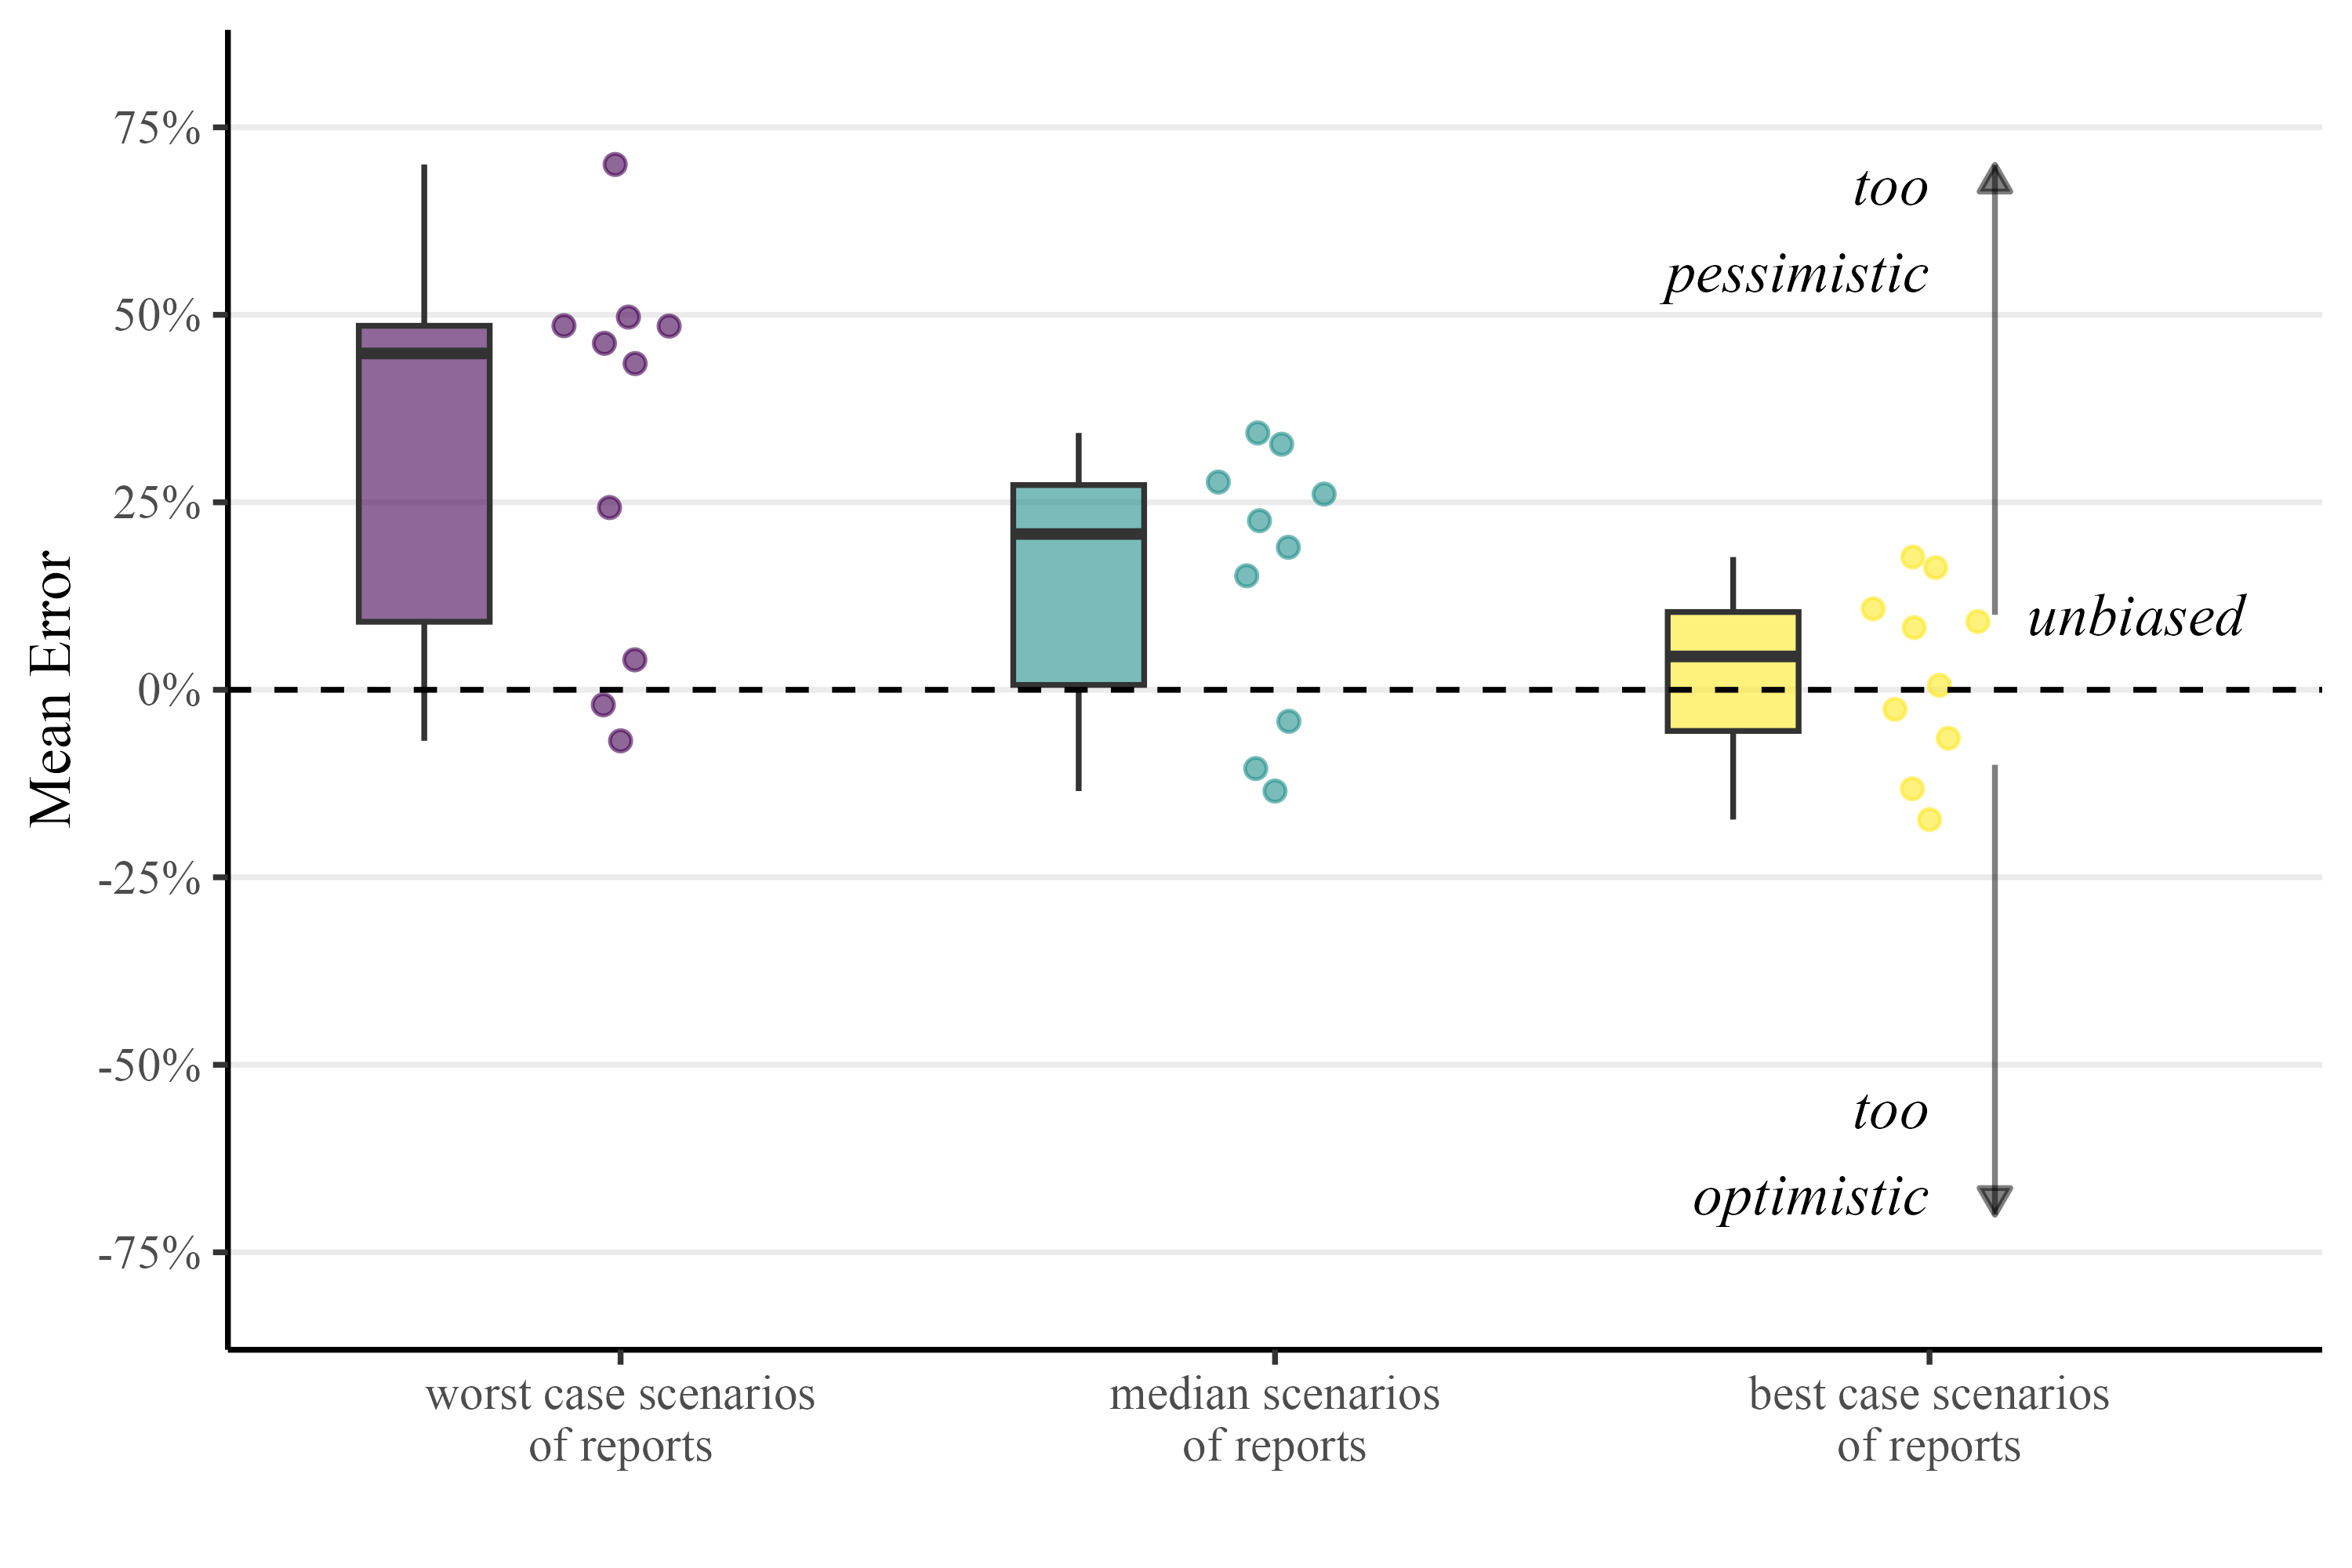 75%
50%
25%
0%
-25%
-50%
-75%
Mean Error
too
pessimistic
unbiased
too
optimistic
worst case scenarios
of reports
median scenarios
of reports
best case scenarios
of reports